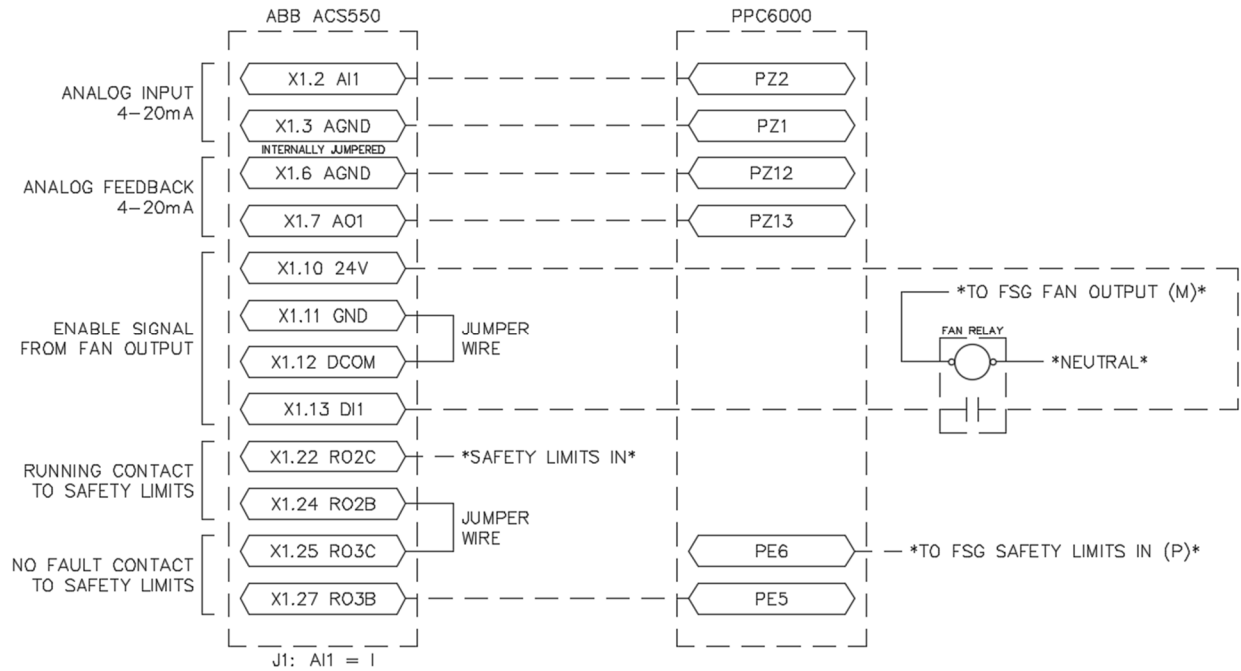 ABB ACS550
PPC6000
ANALOG INPUT
4-20mA
X1.2 AI1
PZ2
X1.3 AGND
PZ1
INTERNALLY JUMPERED
ANALOG FEEDBACK
4-20mA
X1.6 AGND
PZ12
X1.7 AO1
PZ13
ENABLE SIGNAL
FROM FAN OUTPUT
X1.10 24V
X1.11 GND
JUMPER
WIRE
X1.12 DCOM
X1.13 DI1
*TO FSG FAN OUTPUT (M)*
FAN RELAY
*NEUTRAL*
RUNNING CONTACT
TO SAFETY LIMITS
X1.22 RO2C
*SAFETY LIMITS IN*
X1.24 RO2B
JUMPER
WIRE
NO FAULT CONTACT
TO SAFETY LIMITS
X1.25 RO3C
PE6
*TO FSG SAFETY LIMITS IN (P)*
X1.27 RO3B
PE5
J1: AI1 = I